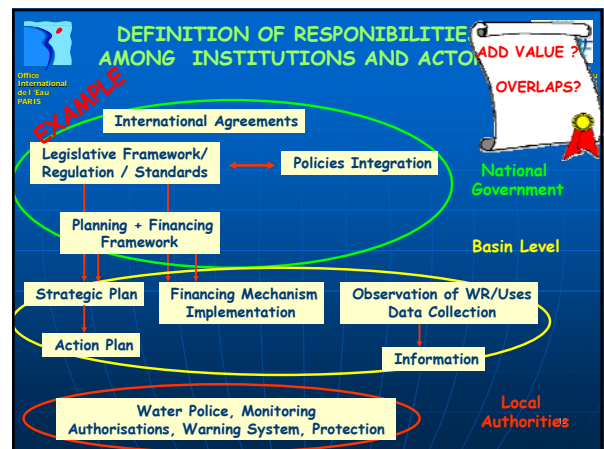 DEFINITION OF RESPONIBILITIE
AMONG INSTITUTIONS AND ACTO
ADD VALUE ?
OVERLAPS?
Office
International
de l 'Eau
PARIS
EXAMPLE
International Agreements
Legislative Framework/
Regulation / Standards
Policies Integration
National
Government
Planning + Financing
Framework
Basin Level
Strategic Plan
Financing Mechanism
Implementation
Observation of WR/Uses
Data Collection
Action Plan
Information
Water Police, Monitoring
Authorisations, Warning System, Protection
Local
Authorities